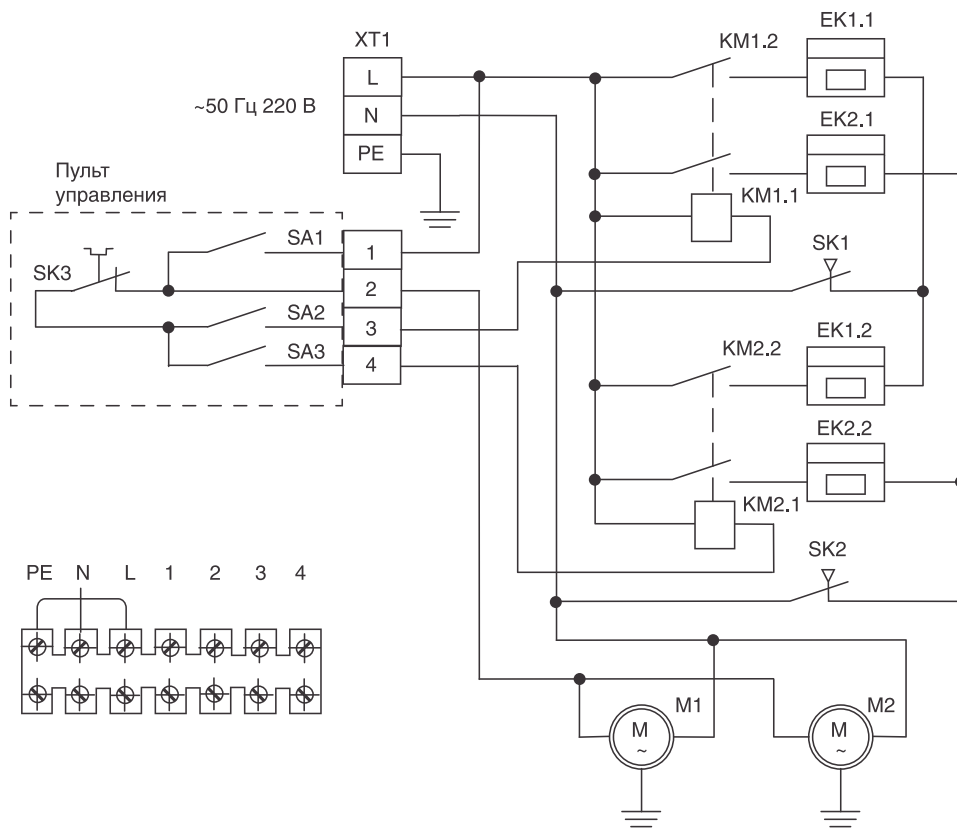 XT1
L
N
PE
~50 Гц 220 В
KM1.2
EK1.1
EK2.1
KM1.1
Пульт
управления
SK3
SA1
SA2
SA3
1
2
3
4
SK1
KM2.2
EK1.2
EK2.2
KM2.1
SK2
PE N L 1 2 3 4
M1
M
~
M2
M
~